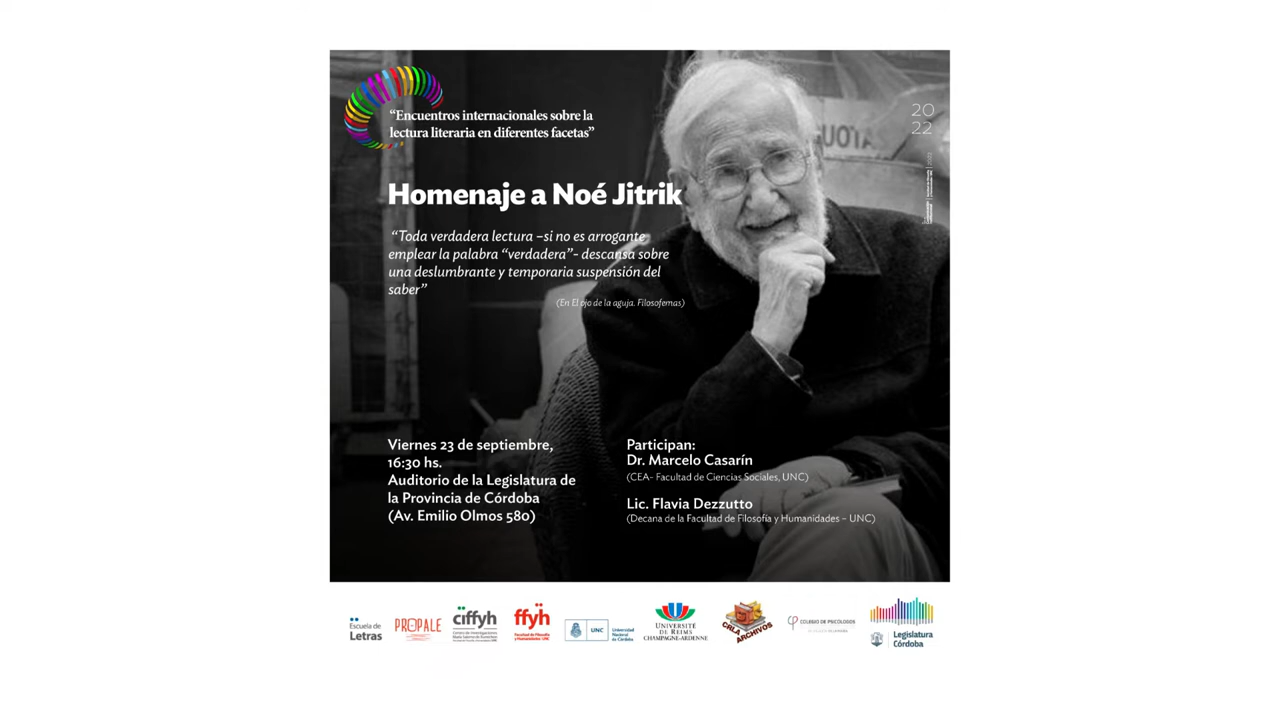 “Encuentros internacionales sobre la
lectura literaria en diferentes facetas”
20
22
UOTA
Homenaje a Noé Jitrik
“Toda verdadera lectura –si no es arrogante
emplear la palabra “verdadera”- descansa sobre
una deslumbrante y temporaria suspensión del
saber”
(En El ojo de la aguja. Filosofemas)
Viernes 23 de septiembre,
16:30 hs.
Auditorio de la Legislatura de
la Provincia de Córdoba
(Av. Emilio Olmos 580)
Participan:
Dr. Marcelo Casarín
(CEA- Facultad de Ciencias Sociales, UNC)
Lic. Flavia Dezzutto
(Decana de la Facultad de Filosofía y Humanidades – UNC)
Escuela de
Letras
PROPALE
ciffyh
ffyh
Facultad de Filosofía
y Humanidades UNC
UNC
Universidad
Nacional
de Córdoba
UNIVERSITÉ
DE REIMS
CHAMPAGNE-ARDENNE
CRLA
ARCHIVOS
COLEGIO DE PSICÓLOGOS
Legislatura
Córdoba